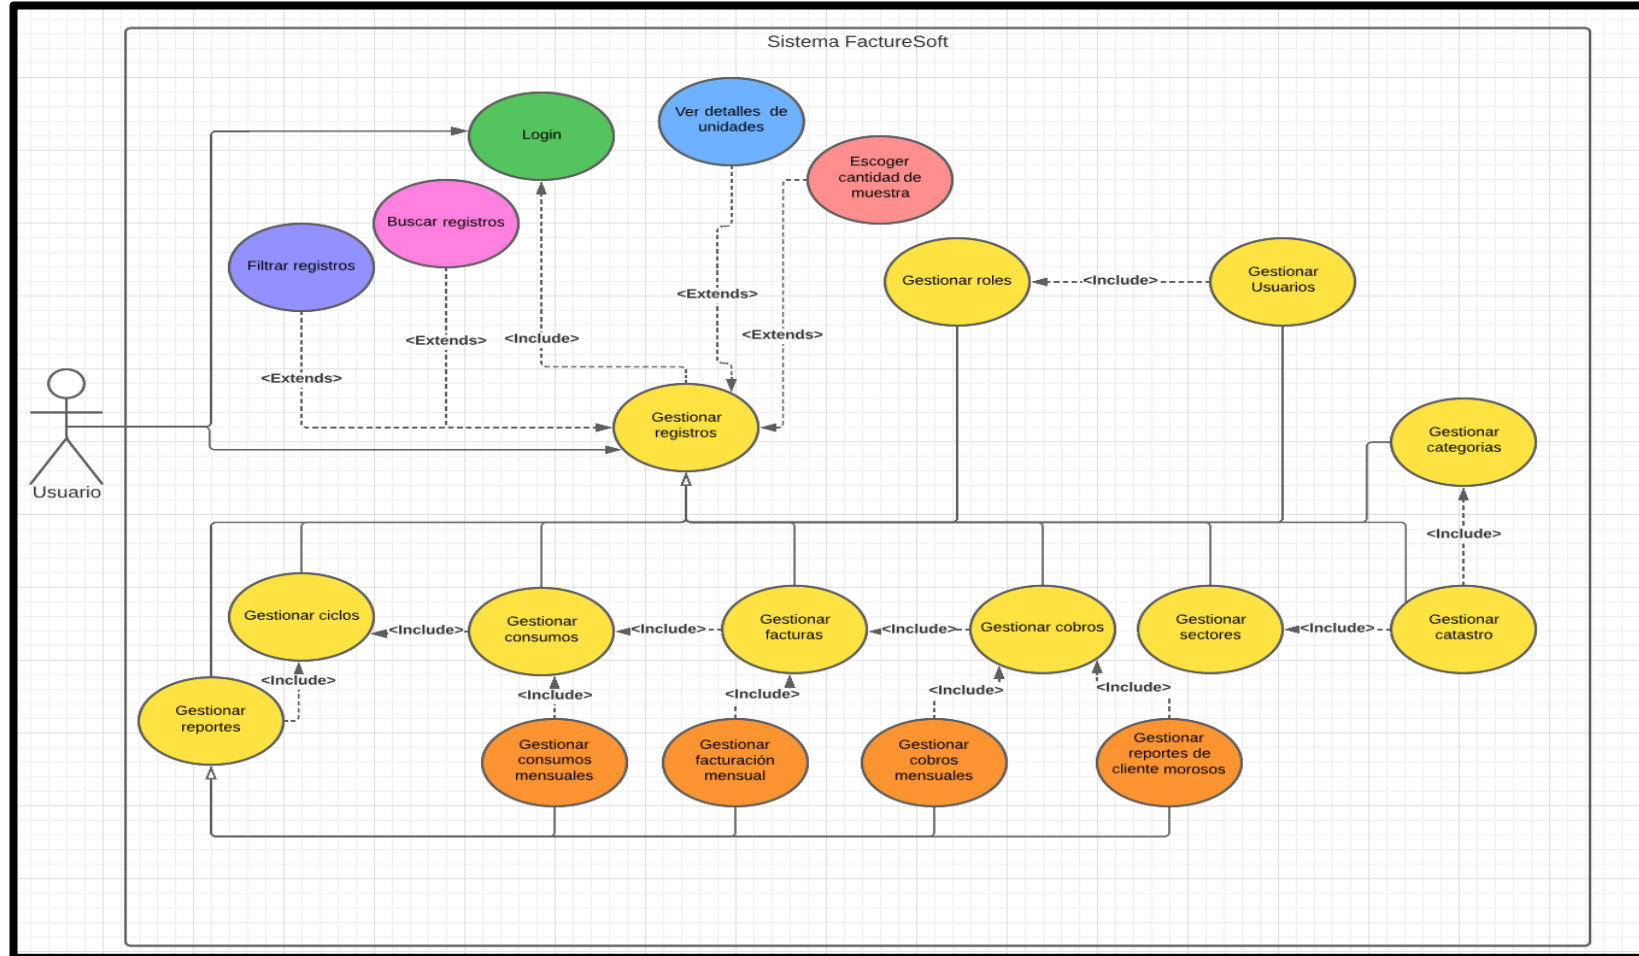 Sistema FactureSoft
Login
Ver detalles de
unidades
Escoger
cantidad de
muestra
Buscar registros
Filtrar registros
Gestionar roles
<Include>
Gestionar
Usuarios
<Extends>
<Extends>
<Extends>
<Include>
<Extends>
Gestionar
registros
Gestionar
categorias
Usuario
<Include>
Gestionar ciclos
<Include>
Gestionar
consumos
<Include>
Gestionar
facturas
<Include>
Gestionar cobros
Gestionar
sectores
<Include>
Gestionar
catastro
<Include>
Gestionar
reportes
<Include>
<Include>
<Include>
<Include>
Gestionar
consumos
mensuales
Gestionar
facturación
mensual
Gestionar
cobros
mensuales
Gestionar
reportes de
cliente morosos